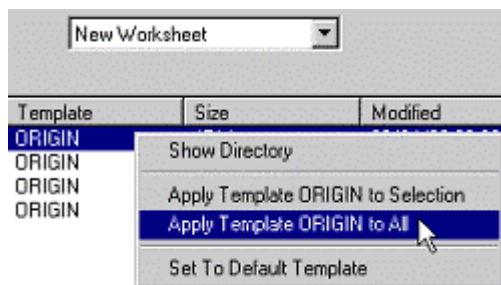 New Worksheet
Template Size Modified
ORIGIN
ORIGIN
ORIGIN
ORIGIN
Show Directory
Apply Template ORIGIN to Selection
Apply Template ORIGIN to All
Set To Default Template